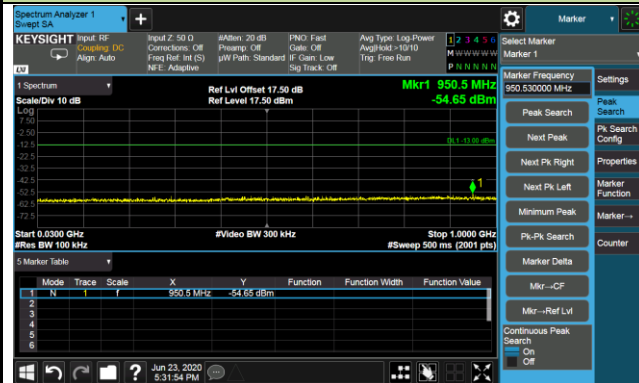 Spectrum Analyzer 1
Swept SA
+
Marker
KEYSIGHT
Input: RF
Coupling: DC
Align: Auto
Input Z: 50 Ω
Corrections: Off
Freq Ref: Int (S)
NFE: Adaptive
#Atten: 20 dB
Preamp: Off
µW Path: Standard
PNO: Fast
Gate: Off
IF Gain: Low
Sig Track: Off
Avg Type: Log-Power
Avg|Hold:>10/10
Trig: Free Run
1 2 3 4 5 6
M W W W W W
P N N N N N
LXI
Select Marker
Marker 1
1 Spectrum
Scale/Div 10 dB
Log
Ref Lvl Offset 17.50 dB
Ref Level 17.50 dBm
Mkr1 950.5 MHz
-54.65 dBm
7.50
-2.50
-12.5
-22.5
-32.5
-42.5
-52.5
-62.5
-72.5
DL1 -13.00 dBm
1
Start 0.0300 GHz
#Res BW 100 kHz
#Video BW 300 kHz
Stop 1.0000 GHz
#Sweep 500 ms (2001 pts)
5 Marker Table
Mode Trace Scale X Y Function Function Width Function Value
1 N 1 f 950.5 MHz -54.65 dBm
2
3
4
5
6
Marker Frequency
950.530000 MHz
Peak Search
Next Peak
Next Pk Right
Next Pk Left
Minimum Peak
Pk-Pk Search
Marker Delta
Mkr→CF
Mkr→Ref Lvl
Continuous Peak
Search
On
Off
Settings
Peak
Search
Pk Search
Config
Properties
Marker
Function
Marker→
Counter
?
Jun 23, 2020
5:31:54 PM